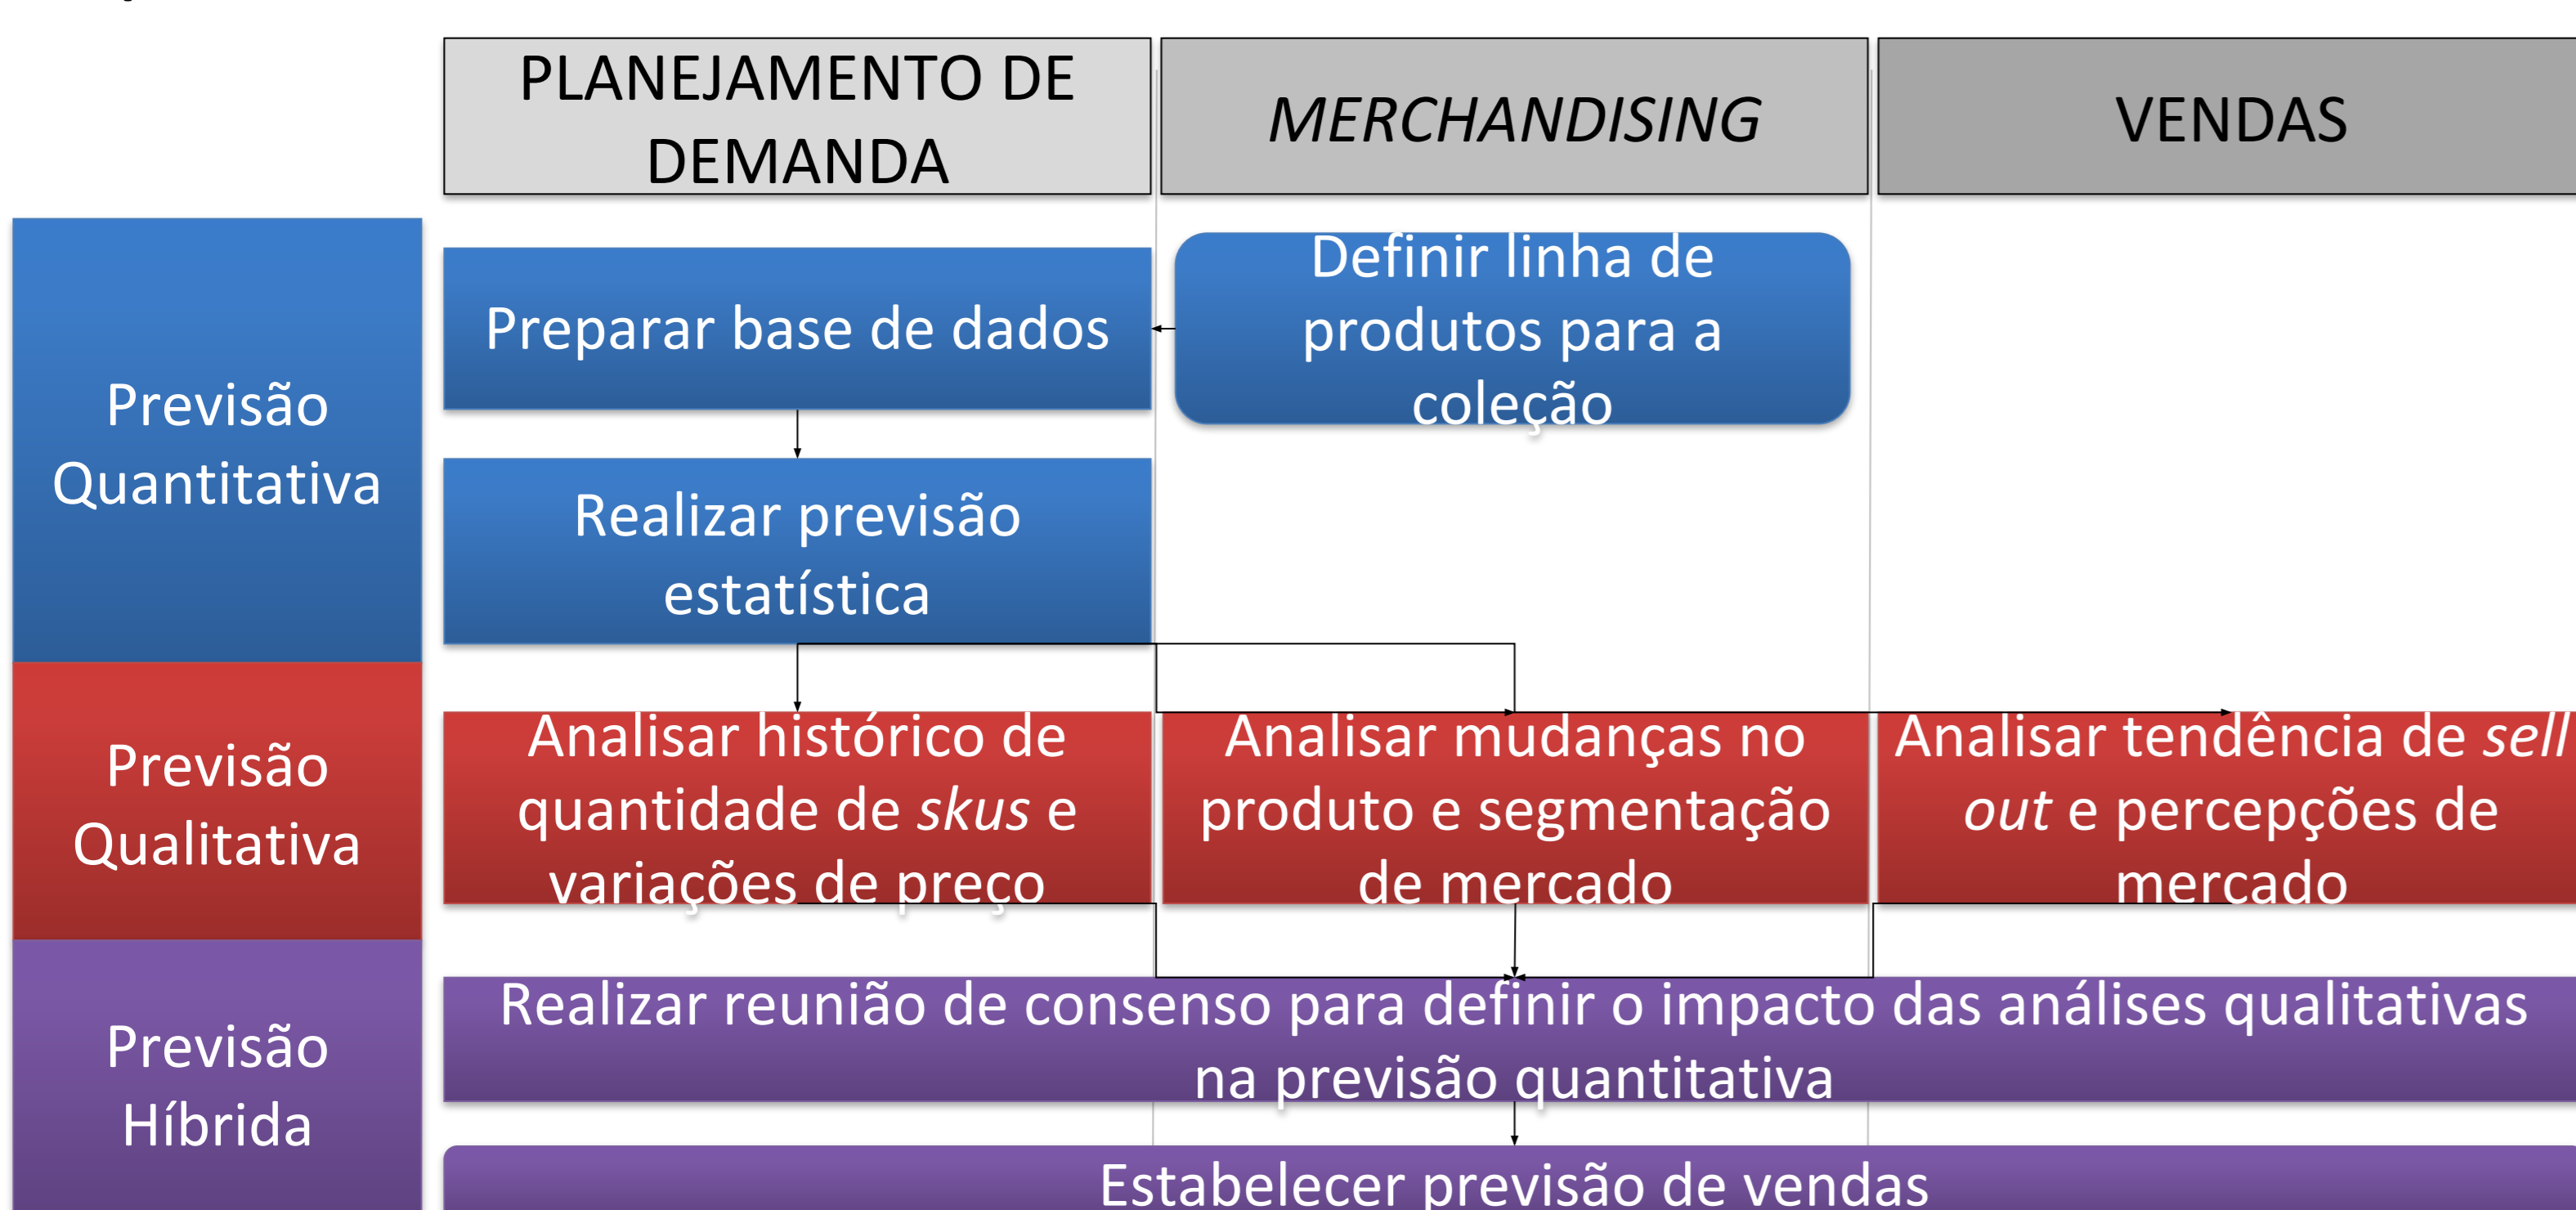 PLANEJAMENTO DE
DEMANDA
MERCHANDISING
VENDAS
Previsão
Quantitativa
Preparar base de dados
Definir linha de
produtos para a
coleção
Realizar previsão
estatística
Previsão
Qualitativa
Analisar histórico de
quantidade de skus e
variações de preço
Analisar mudanças no
produto e segmentação
de mercado
Analisar tendência de sell
out e percepções de
mercado
Previsão
Híbrida
Realizar reunião de consenso para definir o impacto das análises qualitativas
na previsão quantitativa
Estabelecer previsão de vendas